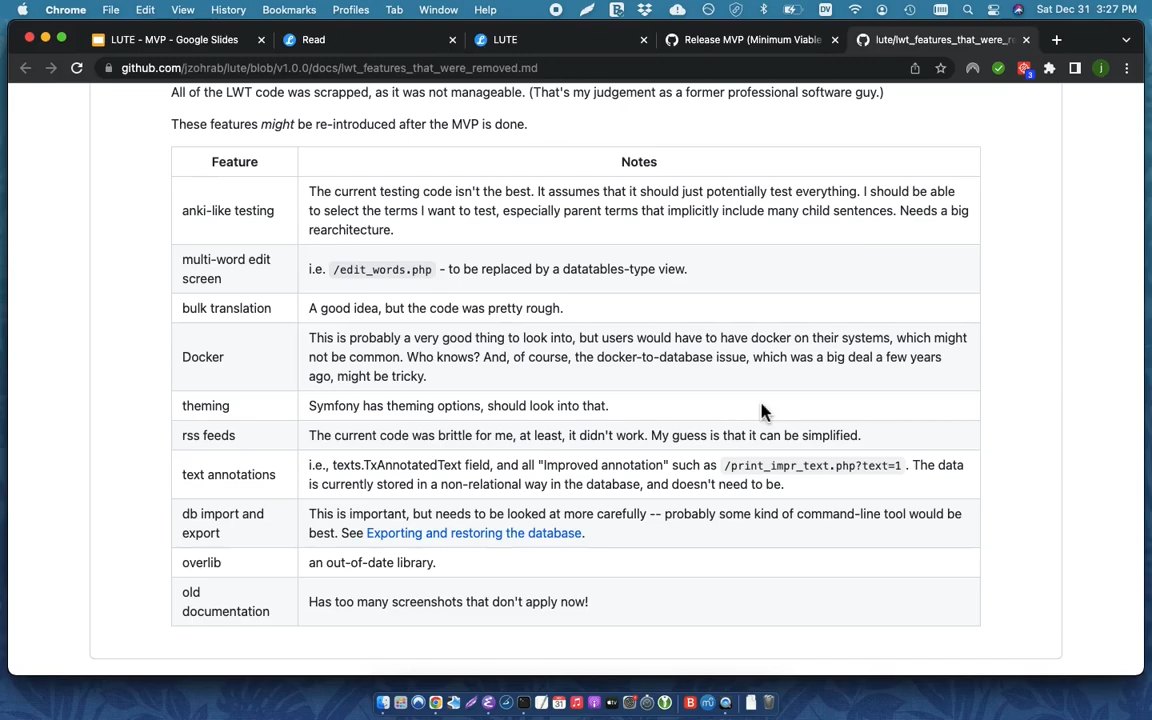 Chrome File Edit View History Bookmarks Profiles Tab Window Help DV Sat Dec 31 3:27 PM
LUTE - MVP - Google Slides Read LUTE Release MVP (Minimum Viable lute/lwt_features_that_were_r
github.com/jzohrab/lute/blob/v1.0.0/docs/lwt_features_that_were_removed.md 3 j
All of the LWT code was scrapped, as it was not manageable. (That's my judgement as a former professional software guy.)
These features might be re-introduced after the MVP is done.
Feature Notes
anki-like testing
The current testing code isn't the best. It assumes that it should just potentially test everything. I should be able
to select the terms I want to test, especially parent terms that implicitly include many child sentences. Needs a big
rearchitecture.
multi-word edit
screen
i.e. /edit_words.php - to be replaced by a datatables-type view.
bulk translation A good idea, but the code was pretty rough.
Docker
This is probably a very good thing to look into, but users would have to have docker on their systems, which might
not be common. Who knows? And, of course, the docker-to-database issue, which was a big deal a few years
ago, might be tricky.
theming Symfony has theming options, should look into that.
rss feeds The current code was brittle for me, at least, it didn't work. My guess is that it can be simplified.
text annotations
i.e., texts.TxAnnotatedText field, and all "Improved annotation" such as /print_impr_text.php?text=1. The data
is currently stored in a non-relational way in the database, and doesn't need to be.
db import and
export
This is important, but needs to be looked at more carefully -- probably some kind of command-line tool would be
best. See Exporting and restoring the database.
overlib an out-of-date library.
old
documentation
Has too many screenshots that don't apply now!